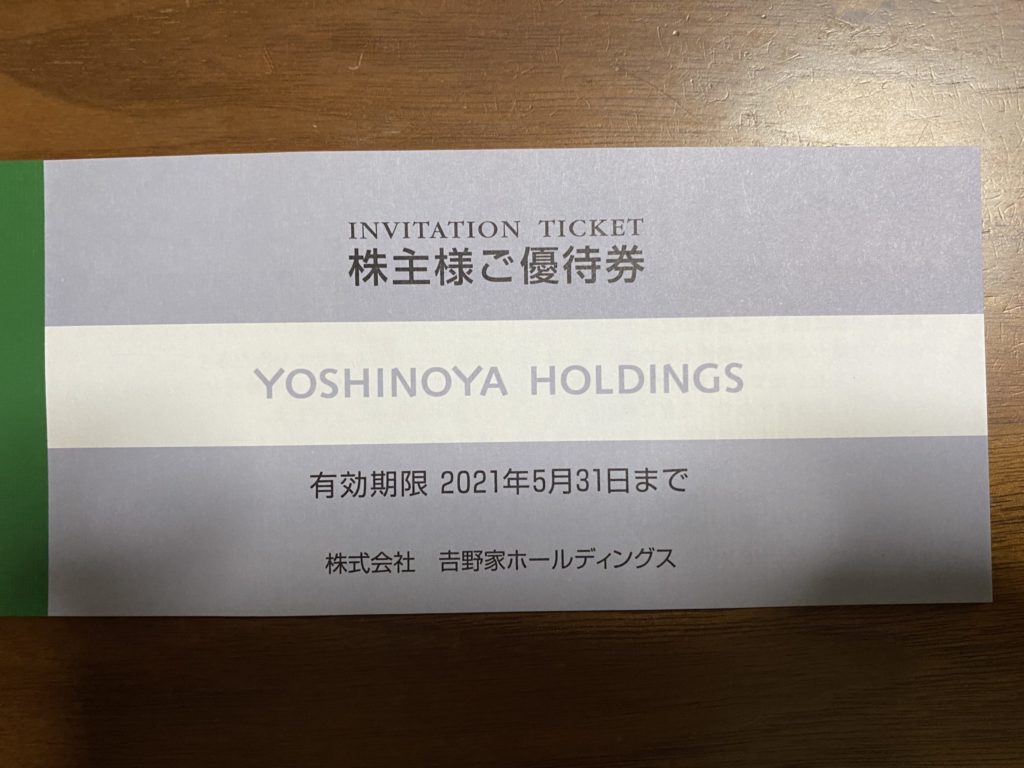 INVITATION TICKET
株主様ご優待券
YOSHINOYA HOLDINGS
有効期限 2021年5月31日まで
株式会社　𠮷野家ホールディングス